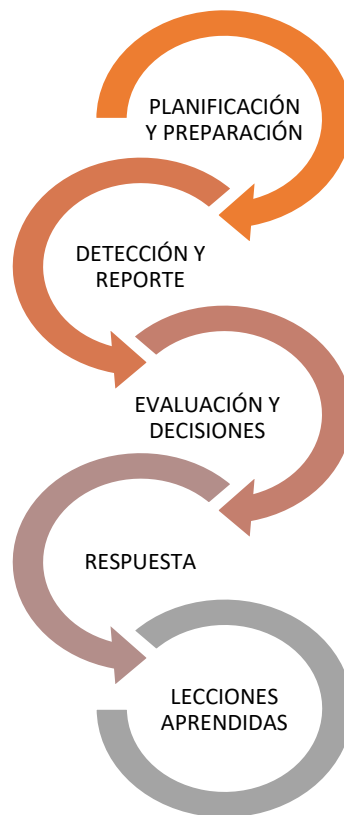 PLANIFICACIÓN
Y PREPARACIÓN
DETECCIÓN Y
REPORTE
EVALUACIÓN Y
DECISIONES
RESPUESTA
LECCIONES
APRENDIDAS